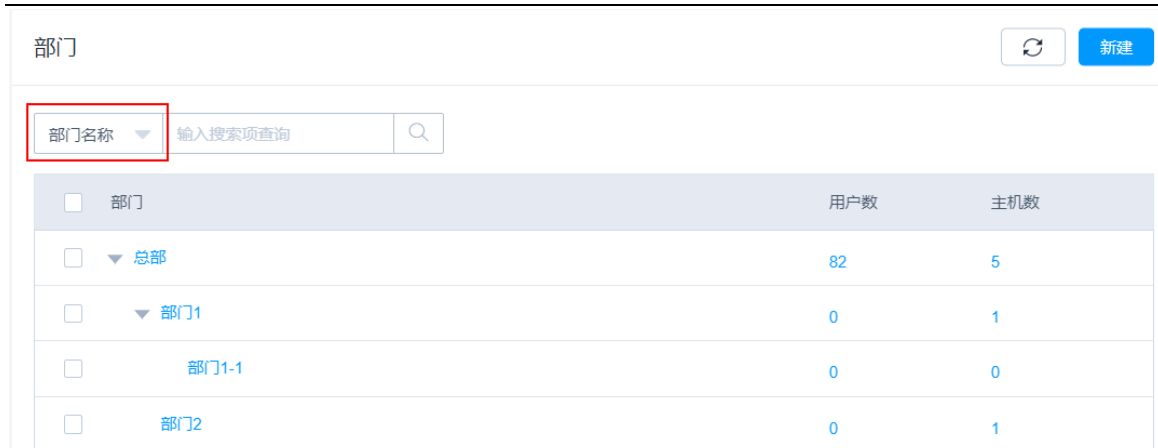 部门
新建
部门名称 输入搜索项查询
部门 用户数 主机数
总部 82 5
部门1 0 1
部门1-1 0 0
部门2 0 1